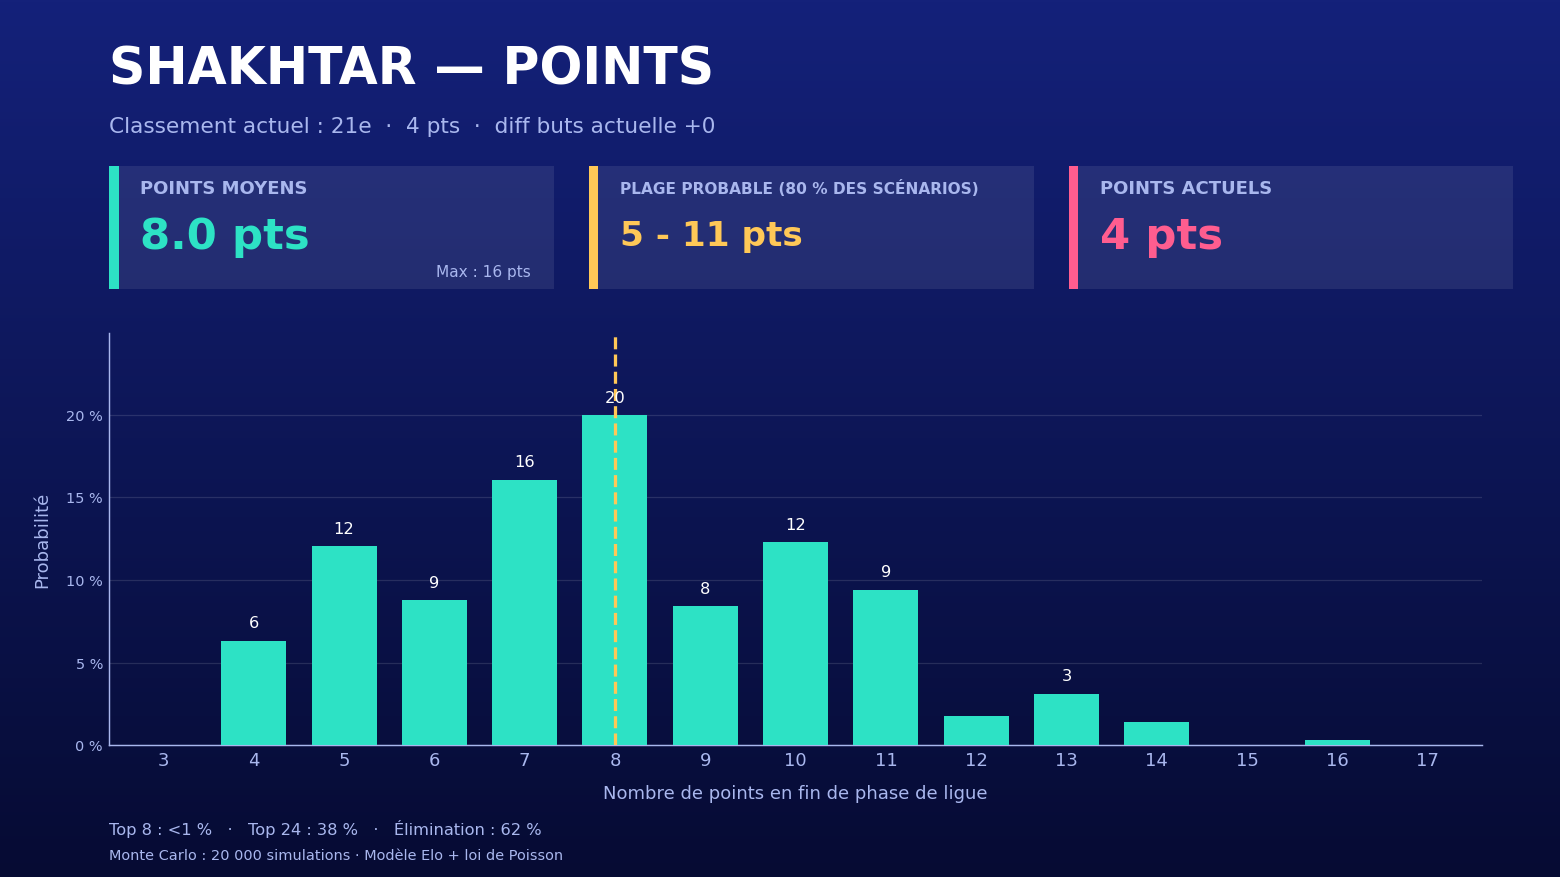 SHAKHTAR — POINTS
Classement actuel : 21e · 4 pts · diff buts actuelle +0
POINTS MOYENS
8.0 pts
Max : 16 pts
PLAGE PROBABLE (80 % DES SCÉNARIOS)
5 - 11 pts
POINTS ACTUELS
4 pts
Probabilité
20 %
15 %
10 %
5 %
0 %
6
12
9
16
20
8
12
9
3
3 4 5 6 7 8 9 10 11 12 13 14 15 16 17
Nombre de points en fin de phase de ligue
Top 8 : <1 % · Top 24 : 38 % · Élimination : 62 %
Monte Carlo : 20 000 simulations · Modèle Elo + loi de Poisson